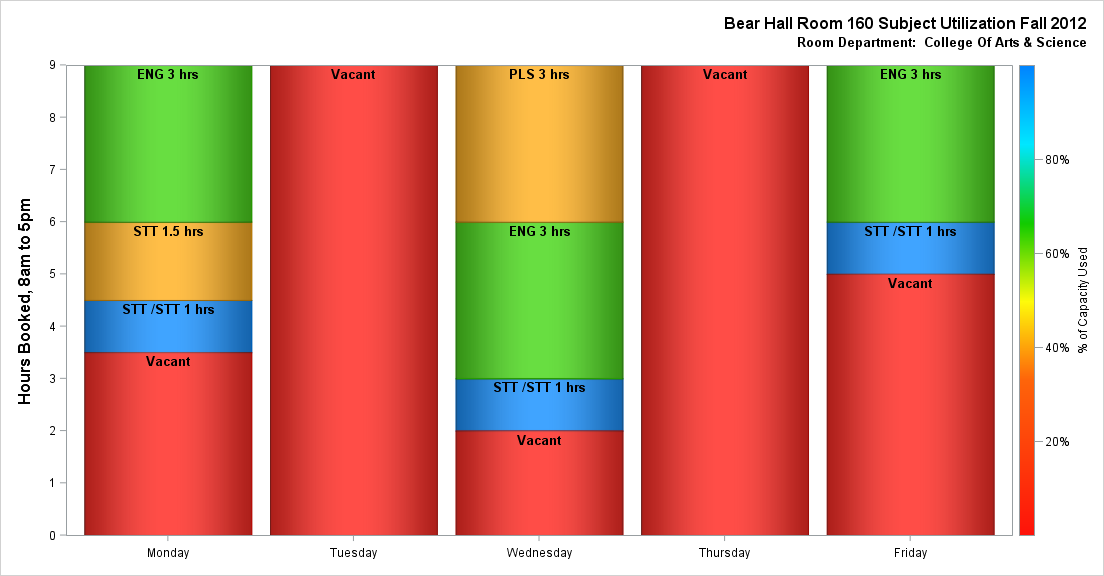 Bear Hall Room 160 Subject Utilization Fall 2012
Room Department:  College Of Arts & Science
Hours Booked, 8am to 5pm
9
8
7
6
5
4
3
2
1
0
ENG 3 hrs
STT 1.5 hrs
STT /STT 1 hrs
Vacant
Vacant
PLS 3 hrs
ENG 3 hrs
STT /STT 1 hrs
Vacant
Vacant
ENG 3 hrs
STT /STT 1 hrs
Vacant
Monday
Tuesday
Wednesday
Thursday
Friday
80%
60%
40%
20%
% of Capacity Used